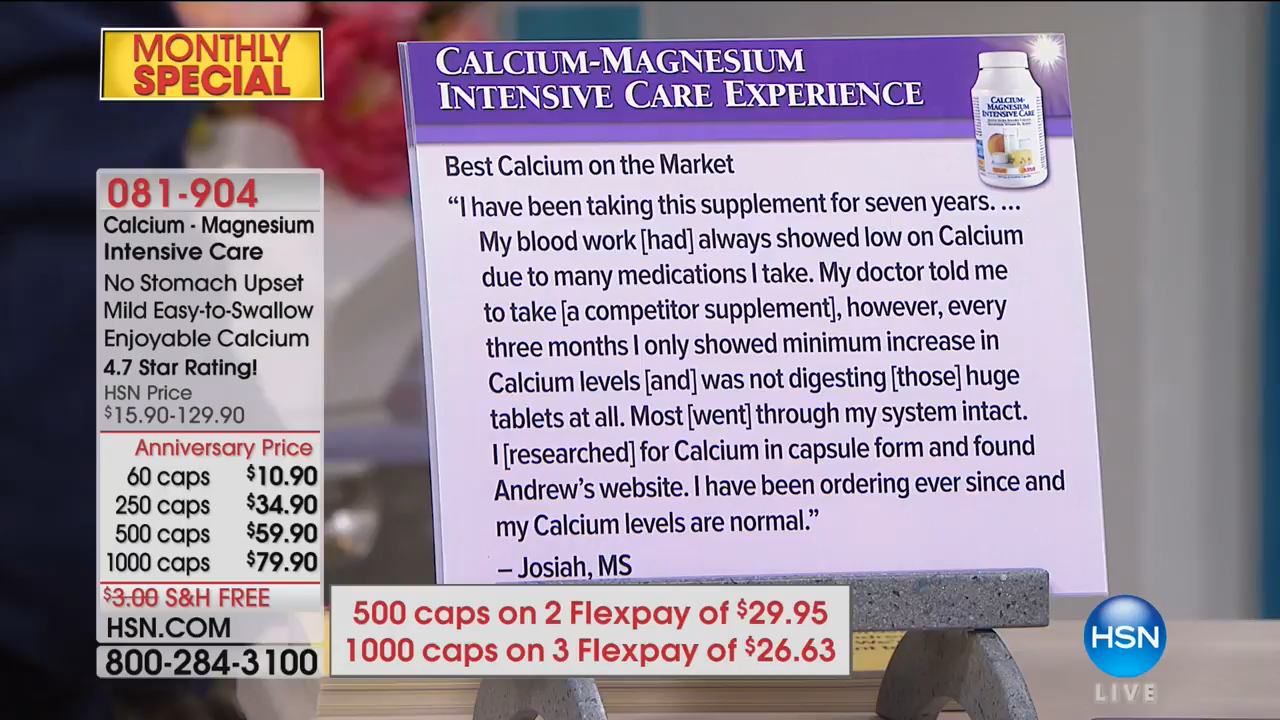 MONTHLY
SPECIAL
081-904
Calcium - Magnesium
Intensive Care
No Stomach Upset
Mild Easy-to-Swallow
Enjoyable Calcium
4.7 Star Rating!
HSN Price
$15.90-129.90
Anniversary Price
60 caps $10.90
250 caps $34.90
500 caps $59.90
1000 caps $79.90
$3.00 S&H FREE
HSN.COM
800-284-3100
CALCIUM-MAGNESIUM
INTENSIVE CARE EXPERIENCE
CALCIUM-
MAGNESIUM
INTENSIVE CARE
Best Calcium on the Market
“I have been taking this supplement for seven years. ...
My blood work [had] always showed low on Calcium
due to many medications I take. My doctor told me
to take [a competitor supplement], however, every
three months I only showed minimum increase in
Calcium levels [and] was not digesting [those] huge
tablets at all. Most [went] through my system intact.
I [researched] for Calcium in capsule form and found
Andrew’s website. I have been ordering ever since and
my Calcium levels are normal.”
– Josiah, MS
500 caps on 2 Flexpay of $29.95
1000 caps on 3 Flexpay of $26.63
HSN
LIVE